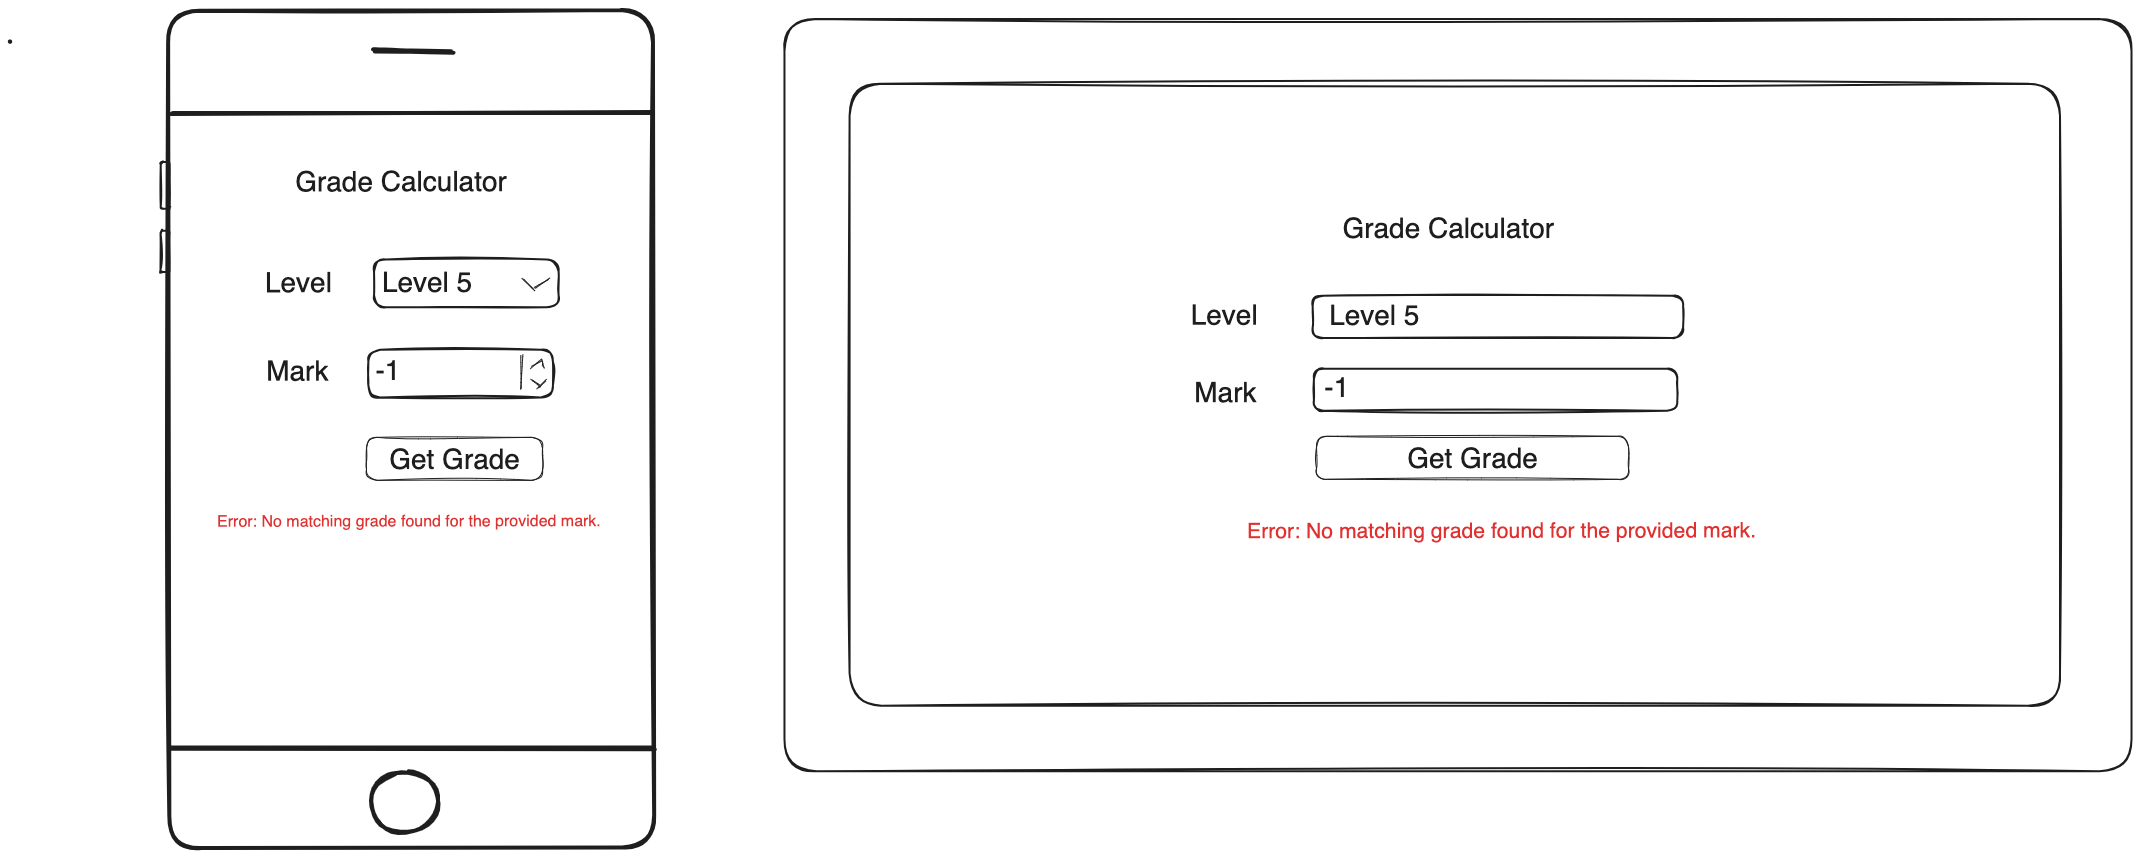 Grade Calculator
Level Level 5
Mark -1
Get Grade
Error: No matching grade found for the provided mark.
Grade Calculator
Level Level 5
Mark -1
Get Grade
Error: No matching grade found for the provided mark.